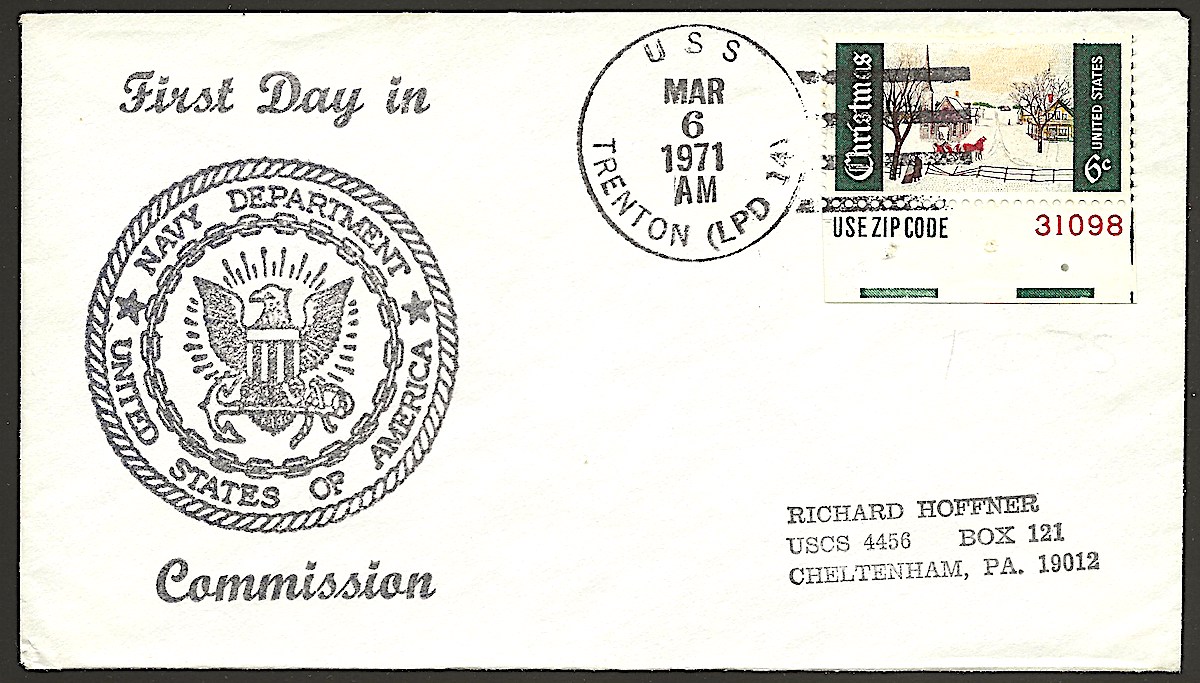 First Day in
NAVY DEPARTMENT
UNITED STATES OF AMERICA
Commission
USS
MAR
6
1971
AM
TRENTON (LPD 14)
Christmas
6c UNITED STATES
USE ZIP CODE
31098
RICHARD HOFFNER
USCS 4456 BOX 121
CHELTENHAM, PA. 19012